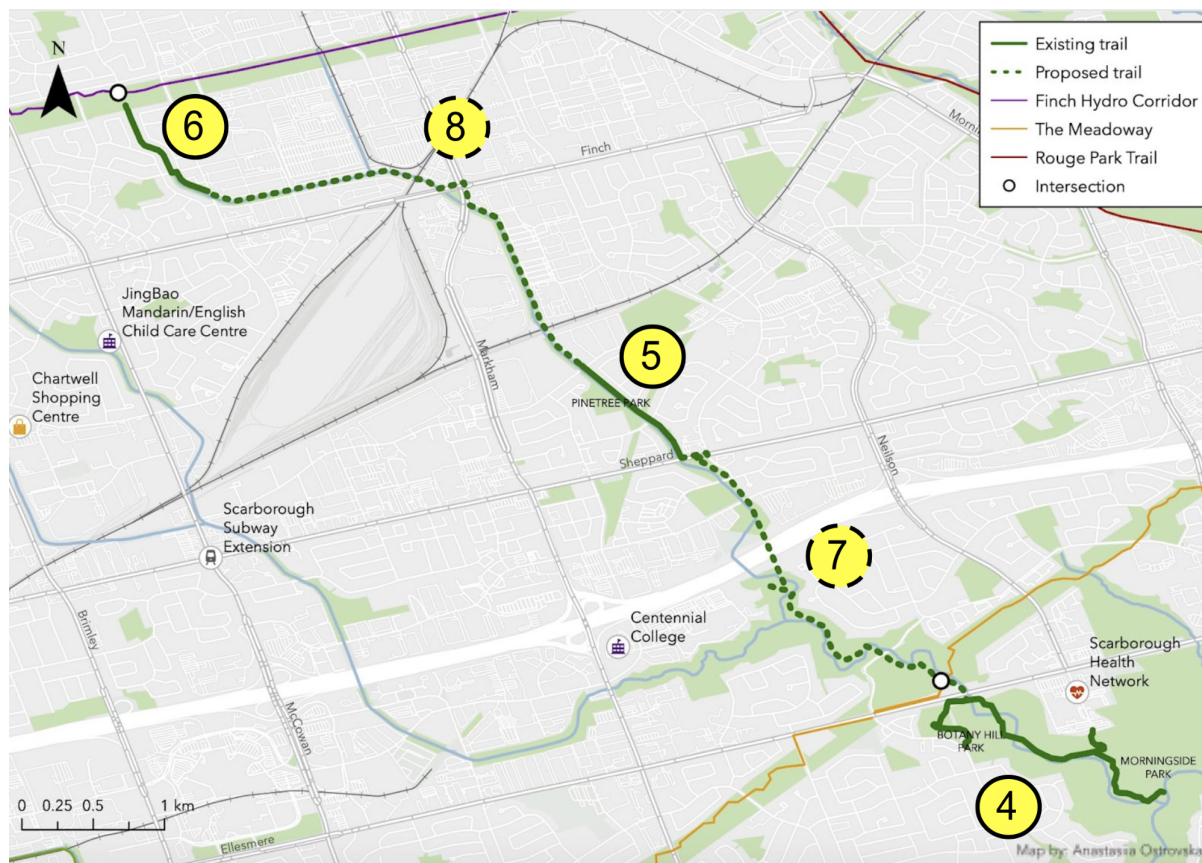 N
Existing trail
Proposed trail
Finch Hydro Corridor
The Meadoway
Rouge Park Trail
Intersection
6
8
Finch
JingBao
Mandarin/English
Child Care Centre
Markham
5
Chartwell
Shopping
Centre
PINETREE PARK
Sheppard
Neilson
Scarborough
Subway
Extension
7
Brimley
Centennial
College
Scarborough
Health
Network
McCowan
BOTANY HILL
PARK
MORNINGSIDE
PARK
4
0 0.25 0.5 1 km
Ellesmere
Map by: Anastasiia Ostrovska